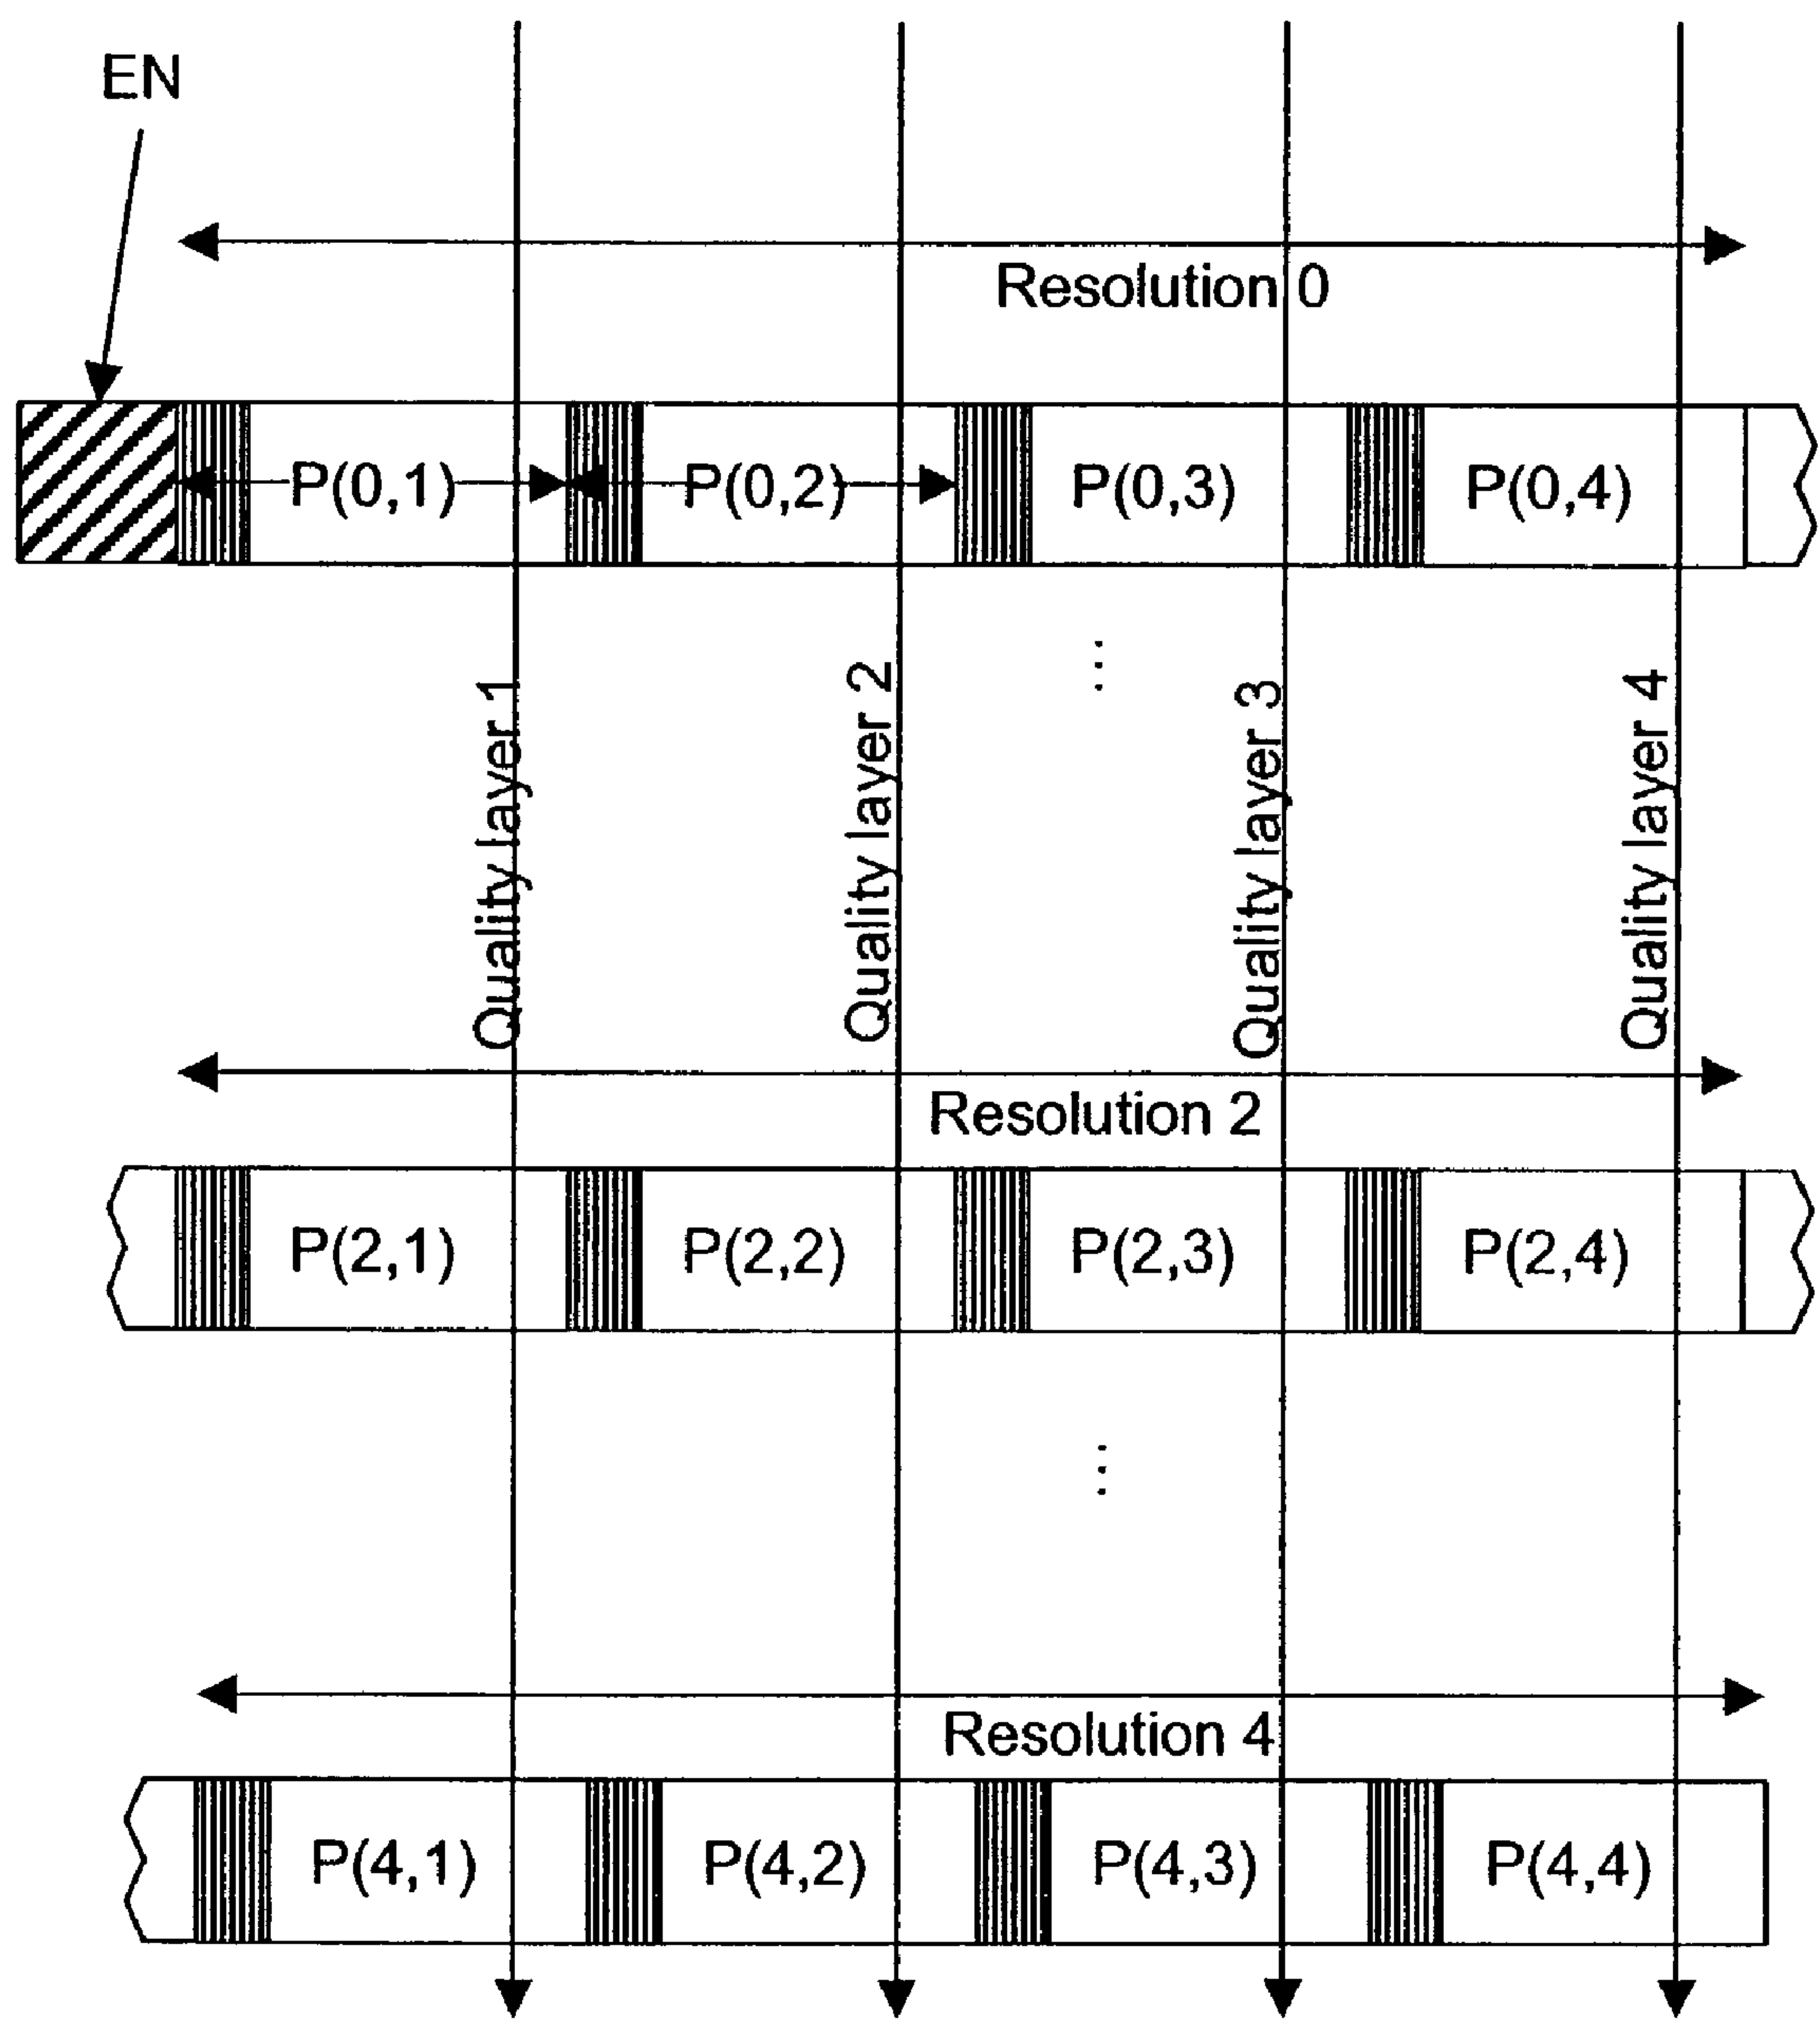 EN
Resolution 0
P(0,1) P(0,2) P(0,3) P(0,4)
...
Quality layer 1
Quality layer 2
Quality layer 3
Quality layer 4
Resolution 2
P(2,1) P(2,2) P(2,3) P(2,4)
...
Resolution 4
P(4,1) P(4,2) P(4,3) P(4,4)